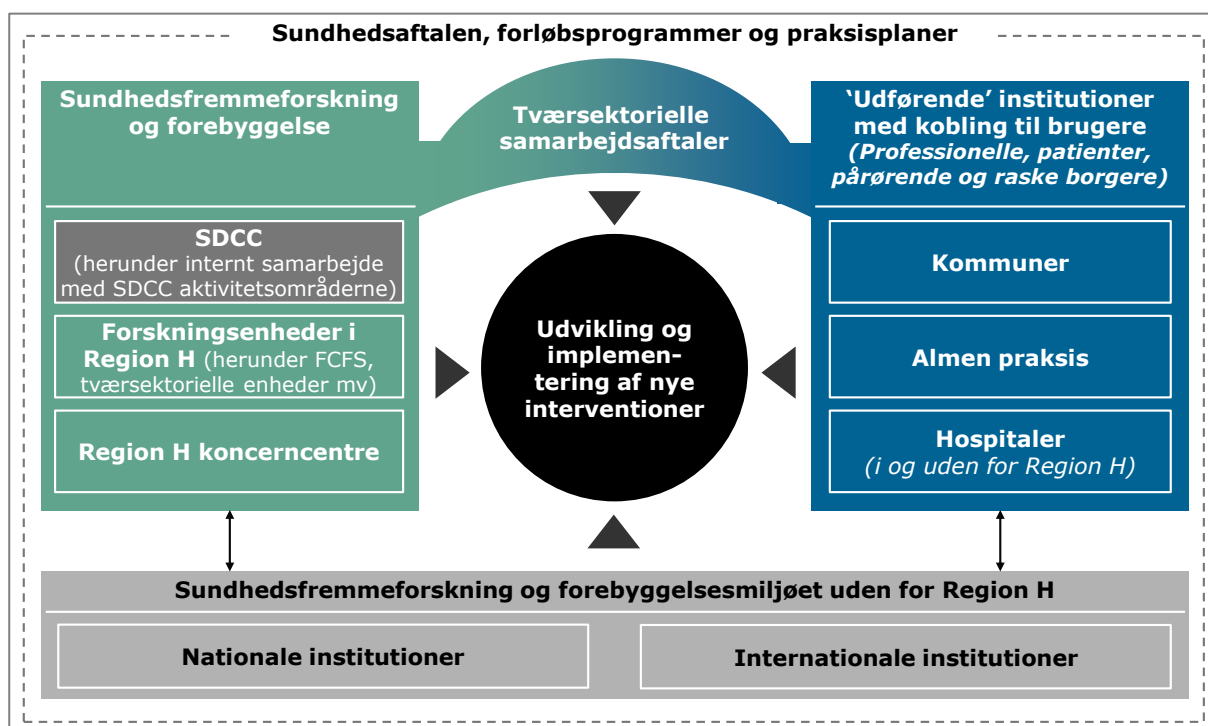 Sundhedsaftalen, forløbsprogrammer og praksisplaner
Sundhedsfremmeforskning
og forebyggelse
SDCC
(herunder internt samarbejde
med SDCC aktivitetsområderne)
Forskningsenheder i
Region H (herunder FCFS,
tværsektorielle enheder mv)
Region H koncerncentre
Tværsektorielle
samarbejdsaftaler
Udvikling og
implemen-
tering af nye
interventioner
‘Udførende’ institutioner
med kobling til brugere
(Professionelle, patienter,
pårørende og raske borgere)
Kommuner
Almen praksis
Hospitaler
(i og uden for Region H)
Sundhedsfremmeforskning og forebyggelsesmiljøet uden for Region H
Nationale institutioner
Internationale institutioner